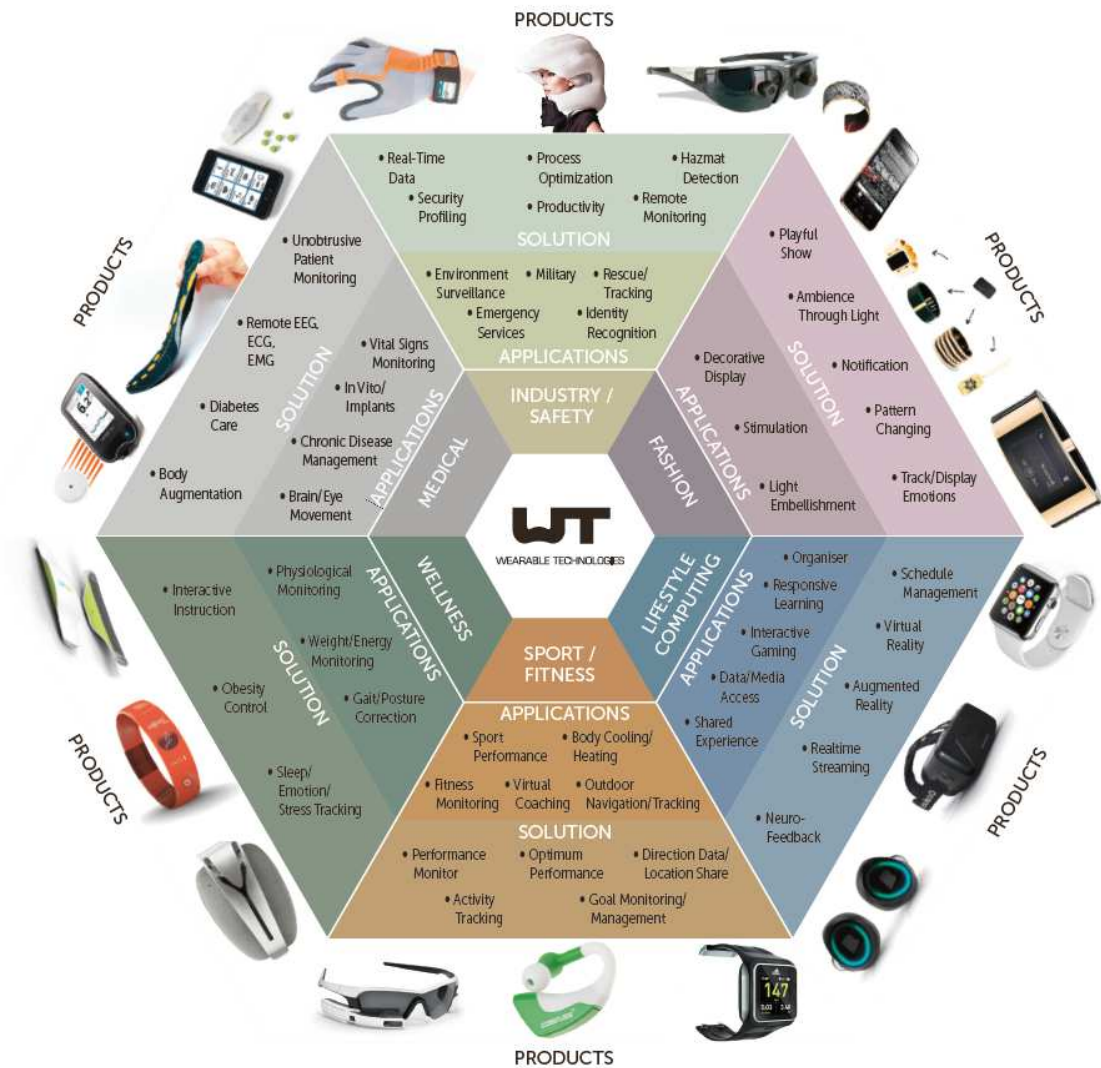 PRODUCTS
• Real-Time
Data
• Process
Optimization
• Hazmat
Detection
• Security
Profiling
• Productivity
• Remote
Monitoring
SOLUTION
• Environment
Surveillance
• Military
• Rescue/
Tracking
• Emergency
Services
• Identity
Recognition
APPLICATIONS
INDUSTRY /
SAFETY
PRODUCTS
• Playful
Show
• Ambience
Through Light
• Notification
• Pattern
Changing
• Track/Display
Emotions
SOLUTION
• Decorative
Display
• Stimulation
• Light
Embellishment
APPLICATIONS
FASHION
PRODUCTS
• Schedule
Management
• Virtual
Reality
• Augmented
Reality
• Realtime
Streaming
• Neuro-
Feedback
SOLUTION
• Organiser
• Responsive
Learning
• Interactive
Gaming
• Data/Media
Access
• Shared
Experience
APPLICATIONS
LIFESTYLE
COMPUTING
SPORT /
FITNESS
APPLICATIONS
• Sport
Performance
• Body Cooling/
Heating
• Fitness
Monitoring
• Virtual
Coaching
• Outdoor
Navigation/Tracking
SOLUTION
• Performance
Monitor
• Optimum
Performance
• Direction Data/
Location Share
• Activity
Tracking
• Goal Monitoring/
Management
147
PRODUCTS
PRODUCTS
• Interactive
Instruction
• Obesity
Control
• Sleep/
Emotion/
Stress Tracking
SOLUTION
• Physiological
Monitoring
• Weight/Energy
Monitoring
• Gait/Posture
Correction
APPLICATIONS
WELLNESS
PRODUCTS
• Unobtrusive
Patient
Monitoring
• Remote EEG,
ECG,
EMG
• Diabetes
Care
• Body
Augmentation
SOLUTION
• Vital Signs
Monitoring
• In Vito/
Implants
• Chronic Disease
Management
• Brain/Eye
Movement
APPLICATIONS
MEDICAL
6.2
WT
WEARABLE TECHNOLOGIES